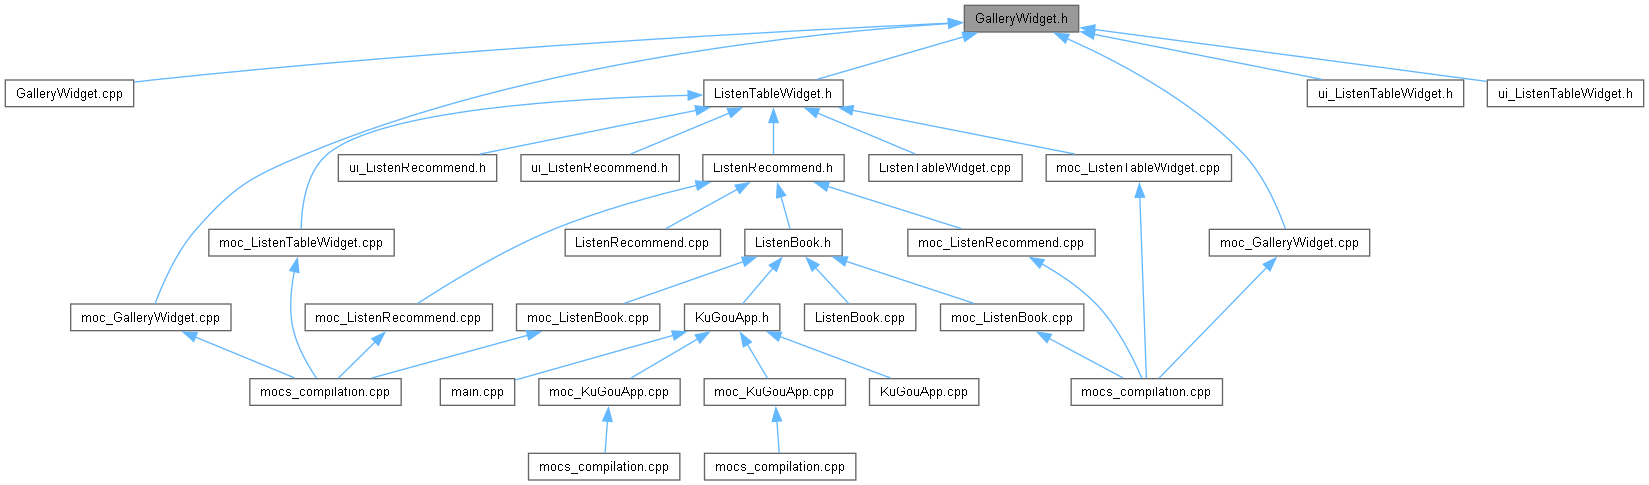 GalleryWidget.h
GalleryWidget.cpp
ListenTableWidget.h
ui_ListenTableWidget.h
ui_ListenTableWidget.h
ui_ListenRecommend.h
ui_ListenRecommend.h
ListenRecommend.h
ListenTableWidget.cpp
moc_ListenTableWidget.cpp
moc_ListenTableWidget.cpp
ListenRecommend.cpp
ListenBook.h
moc_ListenRecommend.cpp
moc_GalleryWidget.cpp
moc_GalleryWidget.cpp
moc_ListenRecommend.cpp
moc_ListenBook.cpp
KuGouApp.h
ListenBook.cpp
moc_ListenBook.cpp
mocs_compilation.cpp
main.cpp
moc_KuGouApp.cpp
moc_KuGouApp.cpp
KuGouApp.cpp
mocs_compilation.cpp
mocs_compilation.cpp
mocs_compilation.cpp